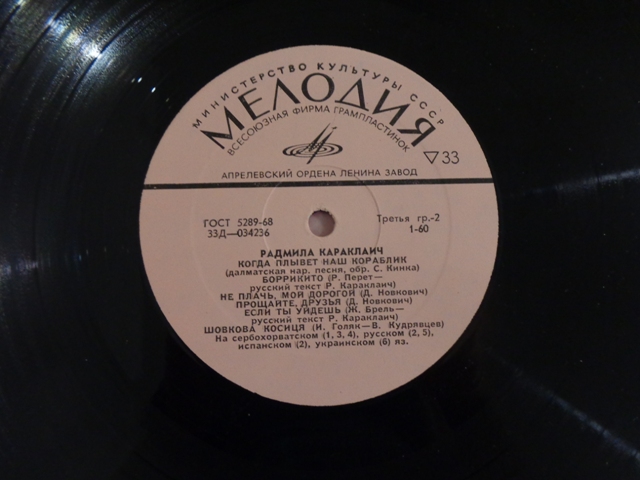 МИНИСТЕРСТВО КУЛЬТУРЫ СССР
МЕЛОДИЯ
ВСЕСОЮЗНАЯ ФИРМА ГРАМПЛАСТИНОК
▽33
АПРЕЛЕВСКИЙ ОРДЕНА ЛЕНИНА ЗАВОД
ГОСТ 5289-68 Третья гр.-2
33Д—034236 1-60
РАДМИЛА КАРАКЛАИЧ
КОГДА ПЛЫВЕТ НАШ КОРАБЛИК
(далматская нар. песня, обр. С. Кинка)
БОРРИКИТО (Р. Перет—
русский текст Р. Караклаич)
НЕ ПЛАЧЬ, МОЙ ДОРОГОЙ (Д. Новкович)
ПРОЩАЙТЕ, ДРУЗЬЯ (Д. Новкович)
ЕСЛИ ТЫ УЙДЕШЬ (Ж. Брель—
русский текст Р. Караклаич)
ШОВКОВА КОСИЦЯ (И. Голяк—В. Кудрявцев)
На сербохорватском (1, 3, 4), русском (2, 5),
испанском (2), украинском (6) яз.